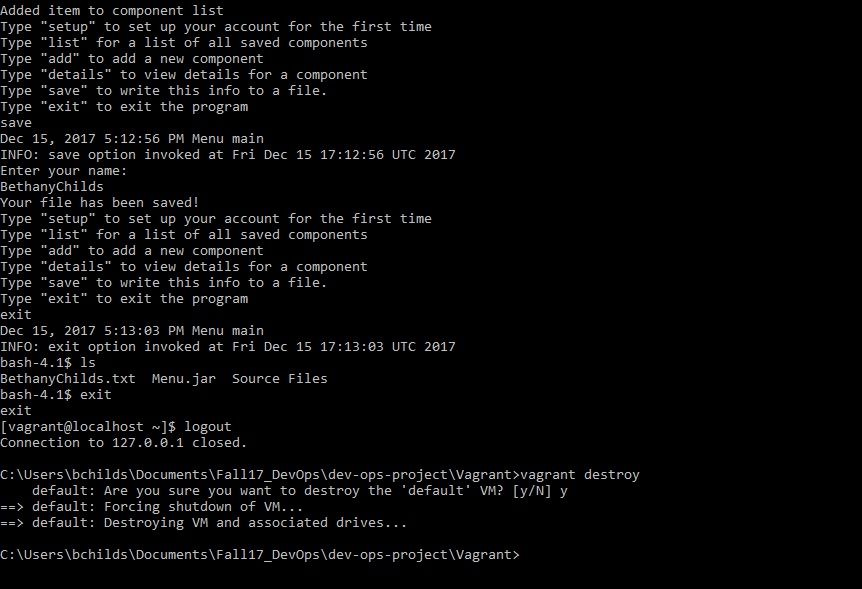 Added item to component list
Type "setup" to set up your account for the first time
Type "list" for a list of all saved components
Type "add" to add a new component
Type "details" to view details for a component
Type "save" to write this info to a file.
Type "exit" to exit the program
save
Dec 15, 2017 5:12:56 PM Menu main
INFO: save option invoked at Fri Dec 15 17:12:56 UTC 2017
Enter your name:
BethanyChilds
Your file has been saved!
Type "setup" to set up your account for the first time
Type "list" for a list of all saved components
Type "add" to add a new component
Type "details" to view details for a component
Type "save" to write this info to a file.
Type "exit" to exit the program
exit
Dec 15, 2017 5:13:03 PM Menu main
INFO: exit option invoked at Fri Dec 15 17:13:03 UTC 2017
bash-4.1$ ls
BethanyChilds.txt  Menu.jar  Source Files
bash-4.1$ exit
exit
[vagrant@localhost ~]$ logout
Connection to 127.0.0.1 closed.
C:\Users\bchilds\Documents\Fall17_DevOps\dev-ops-project\Vagrant>vagrant destroy
    default: Are you sure you want to destroy the 'default' VM? [y/N] y
==> default: Forcing shutdown of VM...
==> default: Destroying VM and associated drives...
C:\Users\bchilds\Documents\Fall17_DevOps\dev-ops-project\Vagrant>